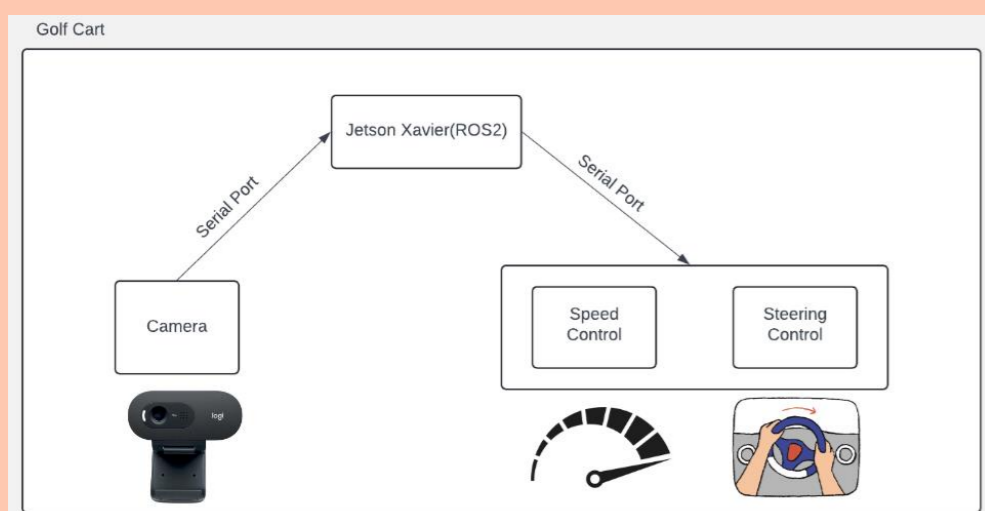 Golf Cart
Jetson Xavier(ROS2)
Serial Port
Serial Port
Camera
Speed
Control
Steering
Control
logi